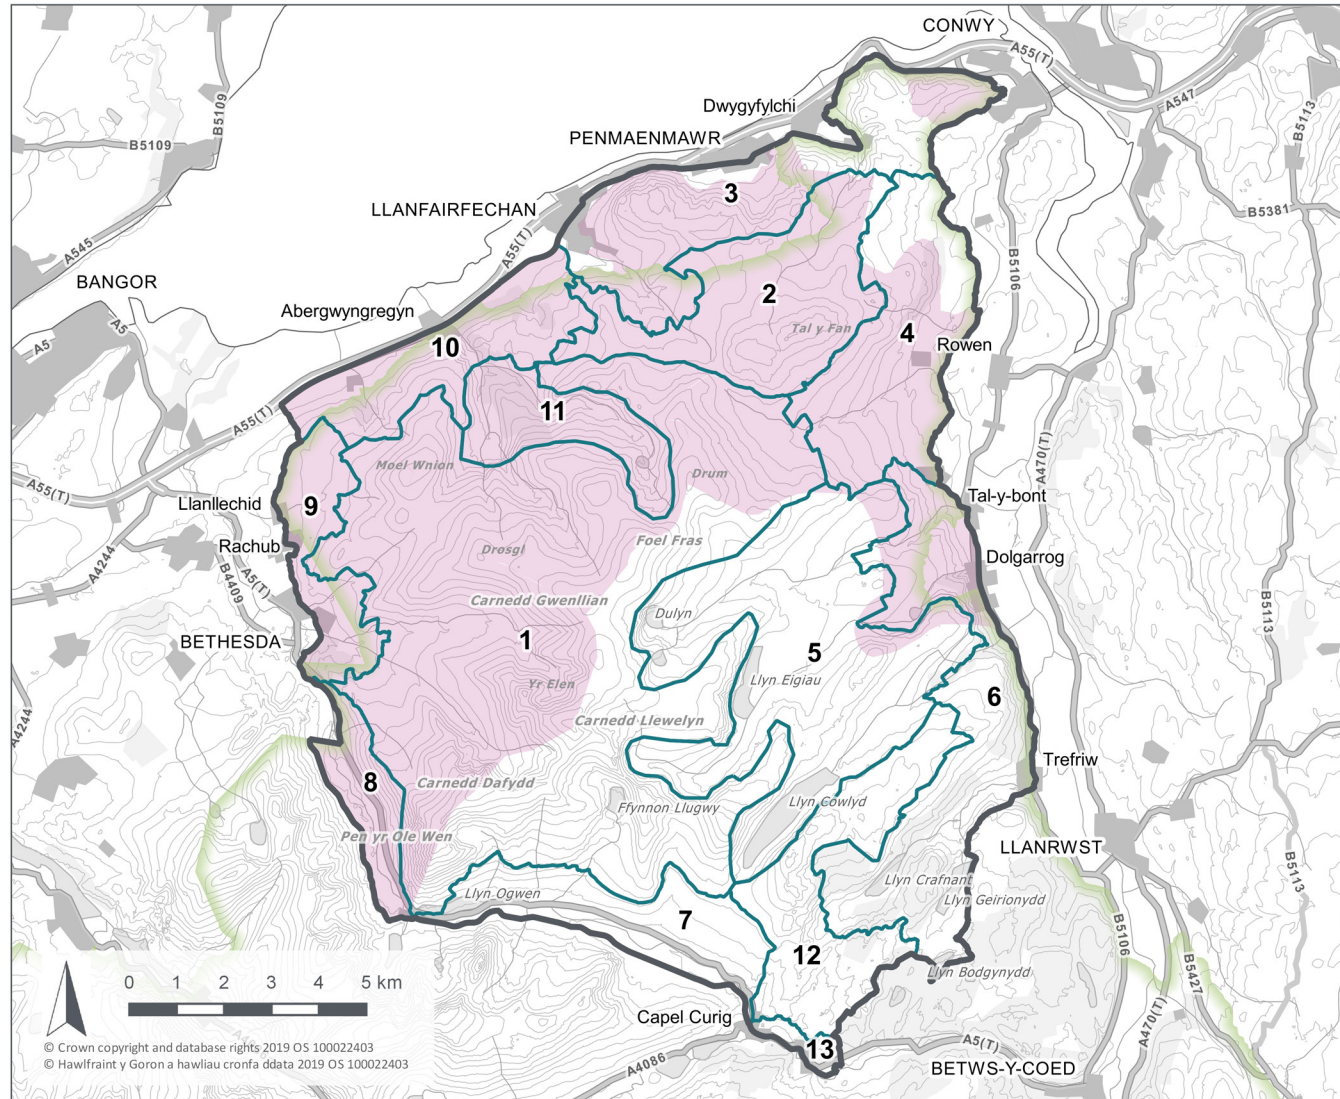 CONWY
A55(T)
A547
B5113
B5109
B5109
Dwygyfylchi
PENMAENMAWR
3
LLANFAIRFECHAN
B5381
A545
A55(T)
B5106
BANGOR
Abergwyngregyn
2
Tal y Fan
4
Rowen
A5
A5
10
A55(T)
11
Moel Wnion
Drum
A470(T)
A55(T)
Llanllechid
9
Tal-y-bont
Rachub
Drosgl
Foel Fras
Dolgarrog
A4244
B4409
A5(T)
Carnedd Gwenllian
Dulyn
B5113
BETHESDA
1
5
Yr Elen
Llyn Eigiau
6
A4244
Carnedd Llewelyn
Trefriw
8
Carnedd Dafydd
Ffynnon Llugwy
Llyn Cowlyd
Pen yr Ole Wen
LLANRWST
B5113
Llyn Ogwen
Llyn Crafnant
Llyn Geirionydd
7
B5106
12
Llyn Bodgynydd
B5427
0 1 2 3 4 5 km
Capel Curig
A470(T)
13
A5(T)
© Crown copyright and database rights 2019 OS 100022403
© Hawlfraint y Goron a hawliau cronfa ddata 2019 OS 100022403
A4086
BETWS-Y-COED